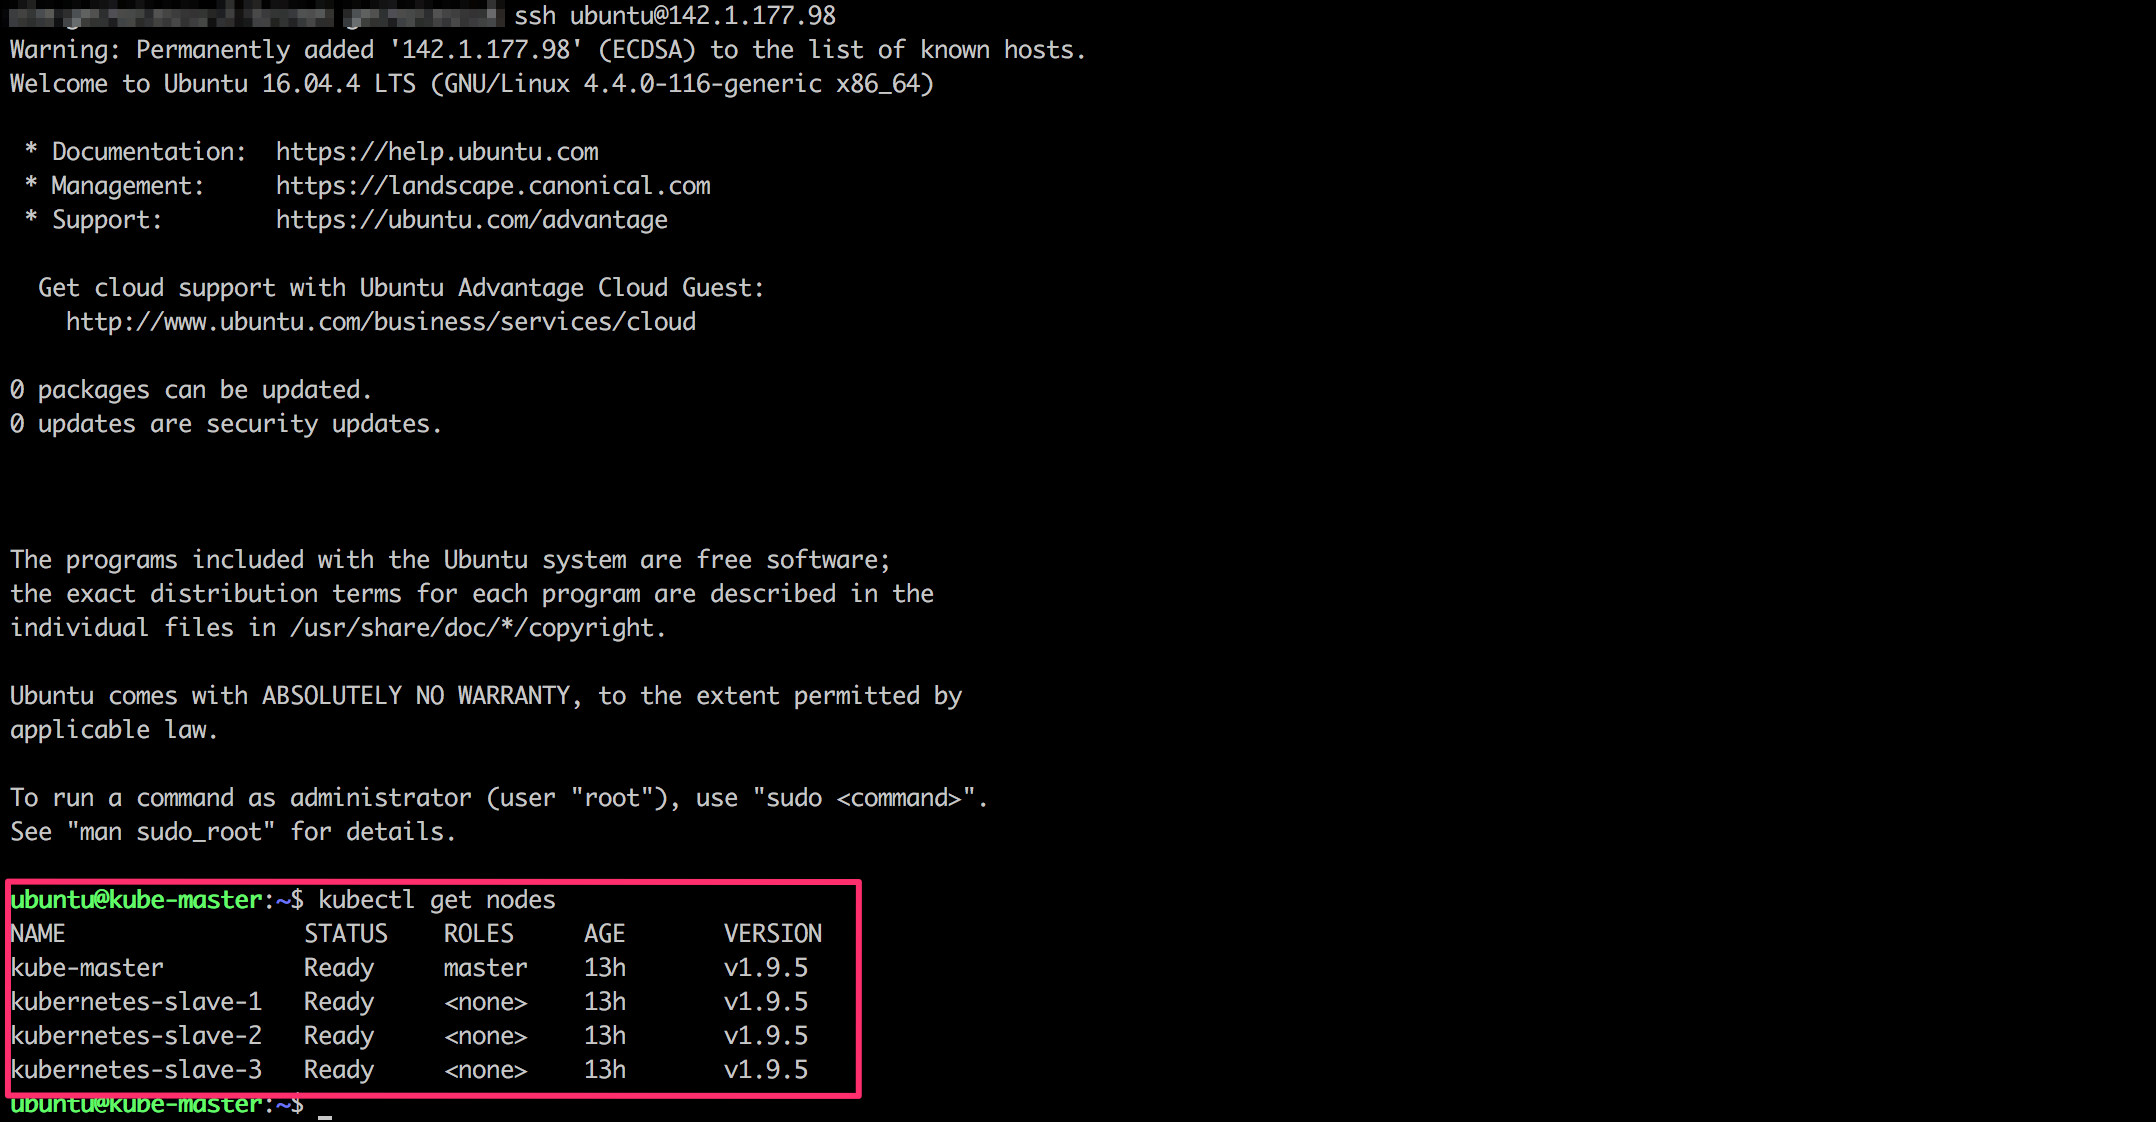 ssh ubuntu@142.1.177.98
Warning: Permanently added '142.1.177.98' (ECDSA) to the list of known hosts.
Welcome to Ubuntu 16.04.4 LTS (GNU/Linux 4.4.0-116-generic x86_64)
* Documentation:  https://help.ubuntu.com
* Management:     https://landscape.canonical.com
* Support:        https://ubuntu.com/advantage
Get cloud support with Ubuntu Advantage Cloud Guest:
http://www.ubuntu.com/business/services/cloud
0 packages can be updated.
0 updates are security updates.
The programs included with the Ubuntu system are free software;
the exact distribution terms for each program are described in the
individual files in /usr/share/doc/*/copyright.
Ubuntu comes with ABSOLUTELY NO WARRANTY, to the extent permitted by
applicable law.
To run a command as administrator (user "root"), use "sudo <command>".
See "man sudo_root" for details.
ubuntu@kube-master:~$ kubectl get nodes
NAME                 STATUS    ROLES     AGE       VERSION
kube-master          Ready     master    13h       v1.9.5
kubernetes-slave-1   Ready     <none>    13h       v1.9.5
kubernetes-slave-2   Ready     <none>    13h       v1.9.5
kubernetes-slave-3   Ready     <none>    13h       v1.9.5
ubuntu@kube-master:~$ _